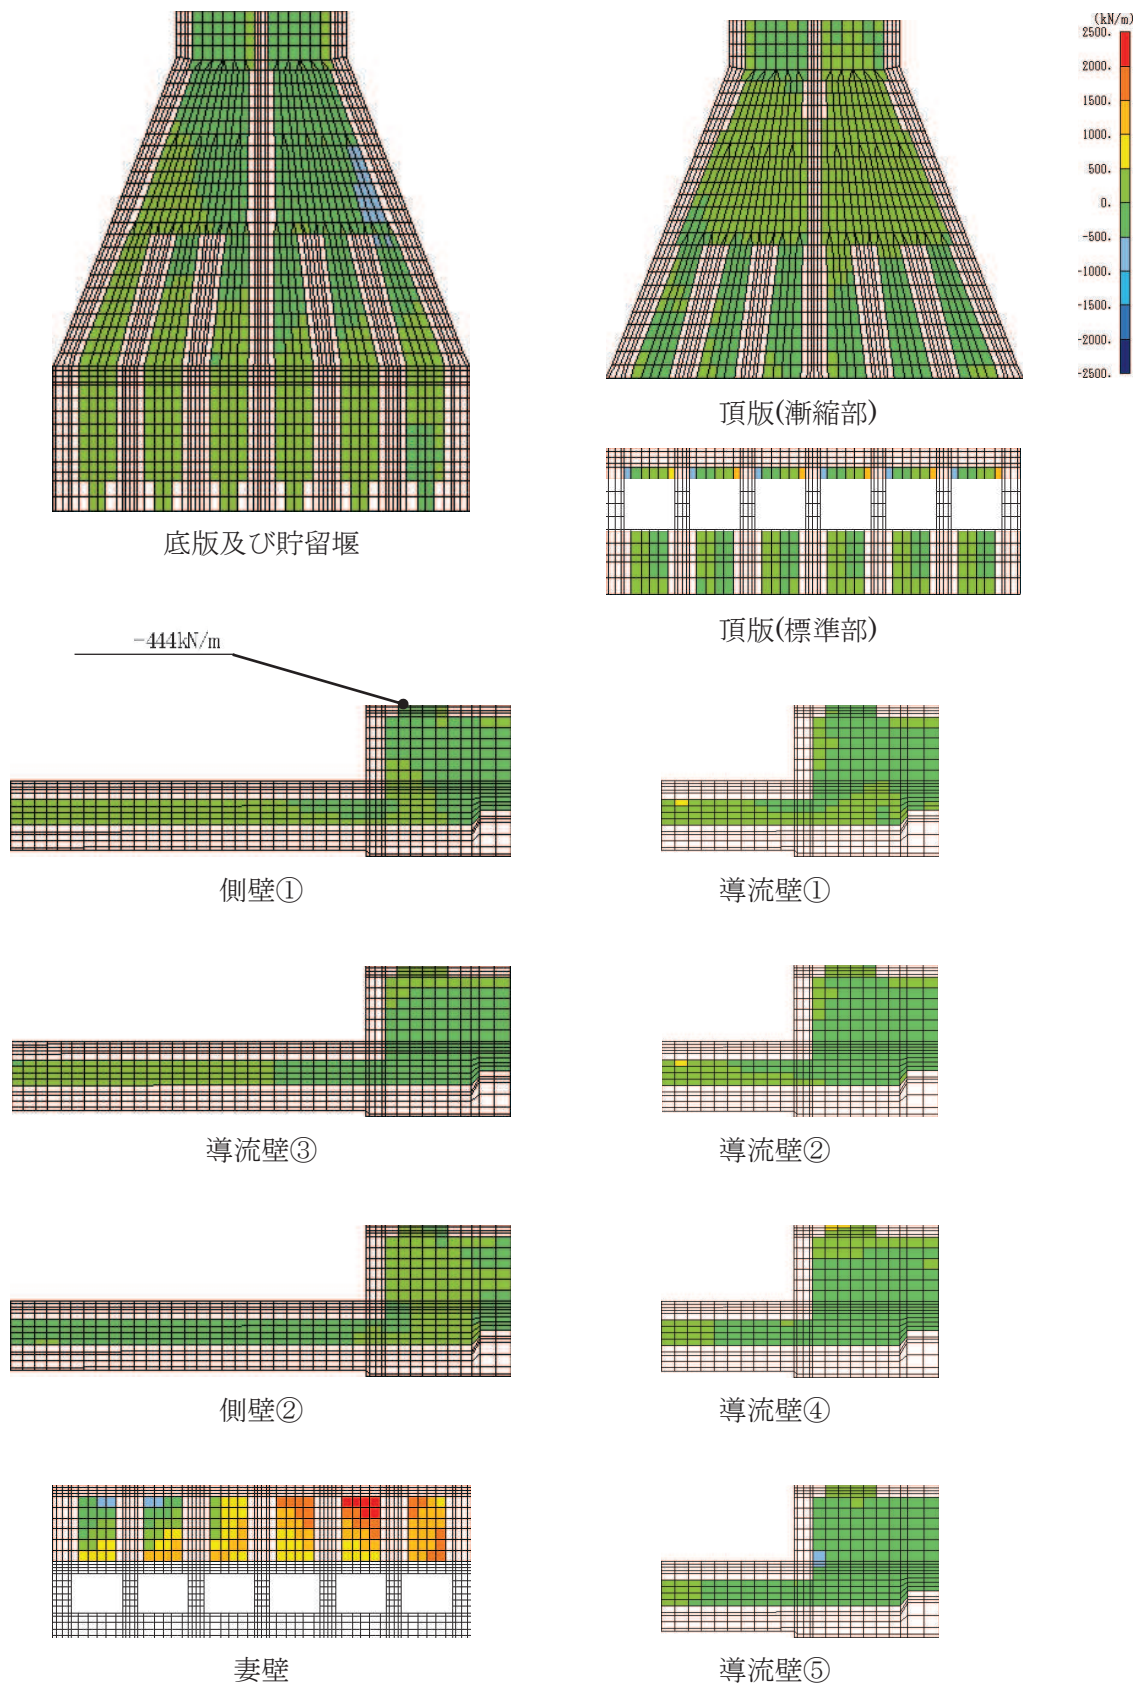 (kN/m)
2500.
2000.
1500.
1000.
500.
0.
-500.
-1000.
-1500.
-2000.
-2500.
頂版(漸縮部)
底版及び貯留堰
頂版(標準部)
-444kN/m
側壁①
導流壁①
導流壁③
導流壁②
側壁②
導流壁④
妻壁
導流壁⑤